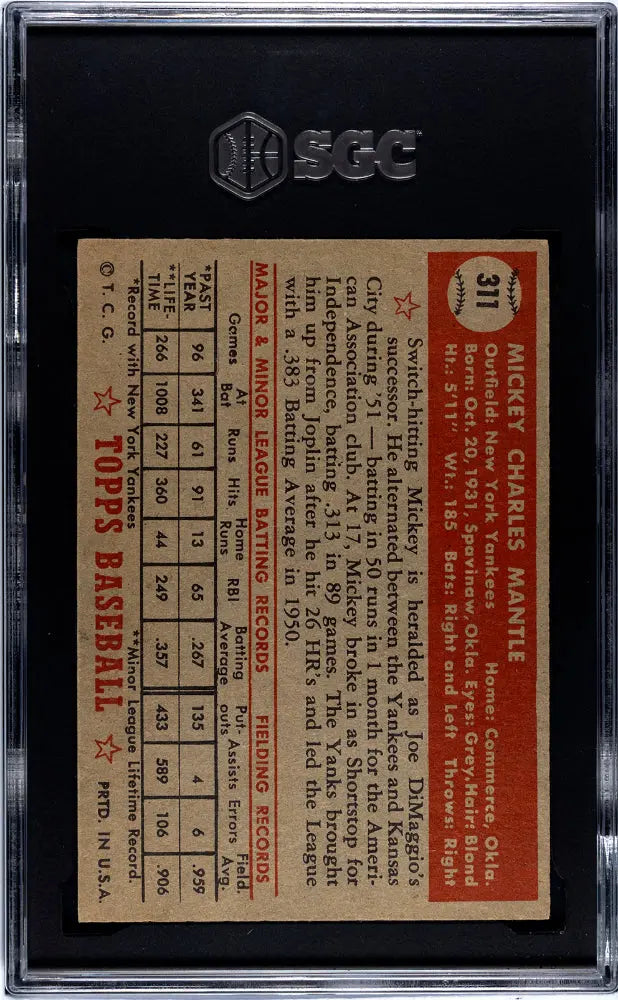 SGC
311
MICKEY CHARLES MANTLE
Outfield: New York Yankees Home: Commerce, Okla.
Born: Oct. 20, 1931, Spavinaw, Okla. Eyes: Grey. Hair: Blond
Ht.: 5'11" Wt.: 185 Bats: Right and Left Throws: Right
Switch-hitting Mickey is heralded as Joe DiMaggio's
successor. He alternated between the Yankees and Kansas
City during '51 — batting in 50 runs in 1 month for the Ameri-
can Association club. At 17, Mickey broke in as Shortstop for
Independence, batting .313 in 89 games. The Yanks brought
him up from Joplin after he hit 26 HR's and led the League
with a .383 Batting Average in 1950.
MAJOR & MINOR LEAGUE BATTING RECORDS FIELDING RECORDS
Games At Bat Runs Hits Home Runs RBI Batting Average Put-outs Assists Errors Field. Avg.
*PAST YEAR 96 341 61 91 13 65 .267 135 4 6 .959
**LIFE-TIME 266 1008 227 360 44 249 .357 433 589 106 .906
*Record with New York Yankees **Minor League Lifetime Record.
© T. C. G. TOPPS BASEBALL PRTD. IN U.S.A.